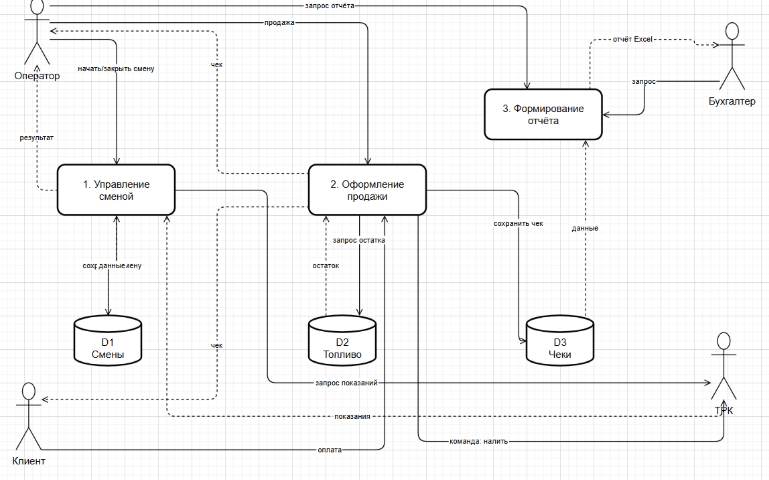 запрос отчёта
продажа
отчёт Excel
чек
начать/закрыть смену
Оператор
запрос
Бухгалтер
3. Формирование
отчёта
результат
1. Управление
сменой
2. Оформление
продажи
сохранить чек
данные
запрос остатка
данные
остаток
D1
Смены
D2
Топливо
D3
Чеки
чек
запрос показаний
ТРК
показания
команда: налить
оплата
Клиент